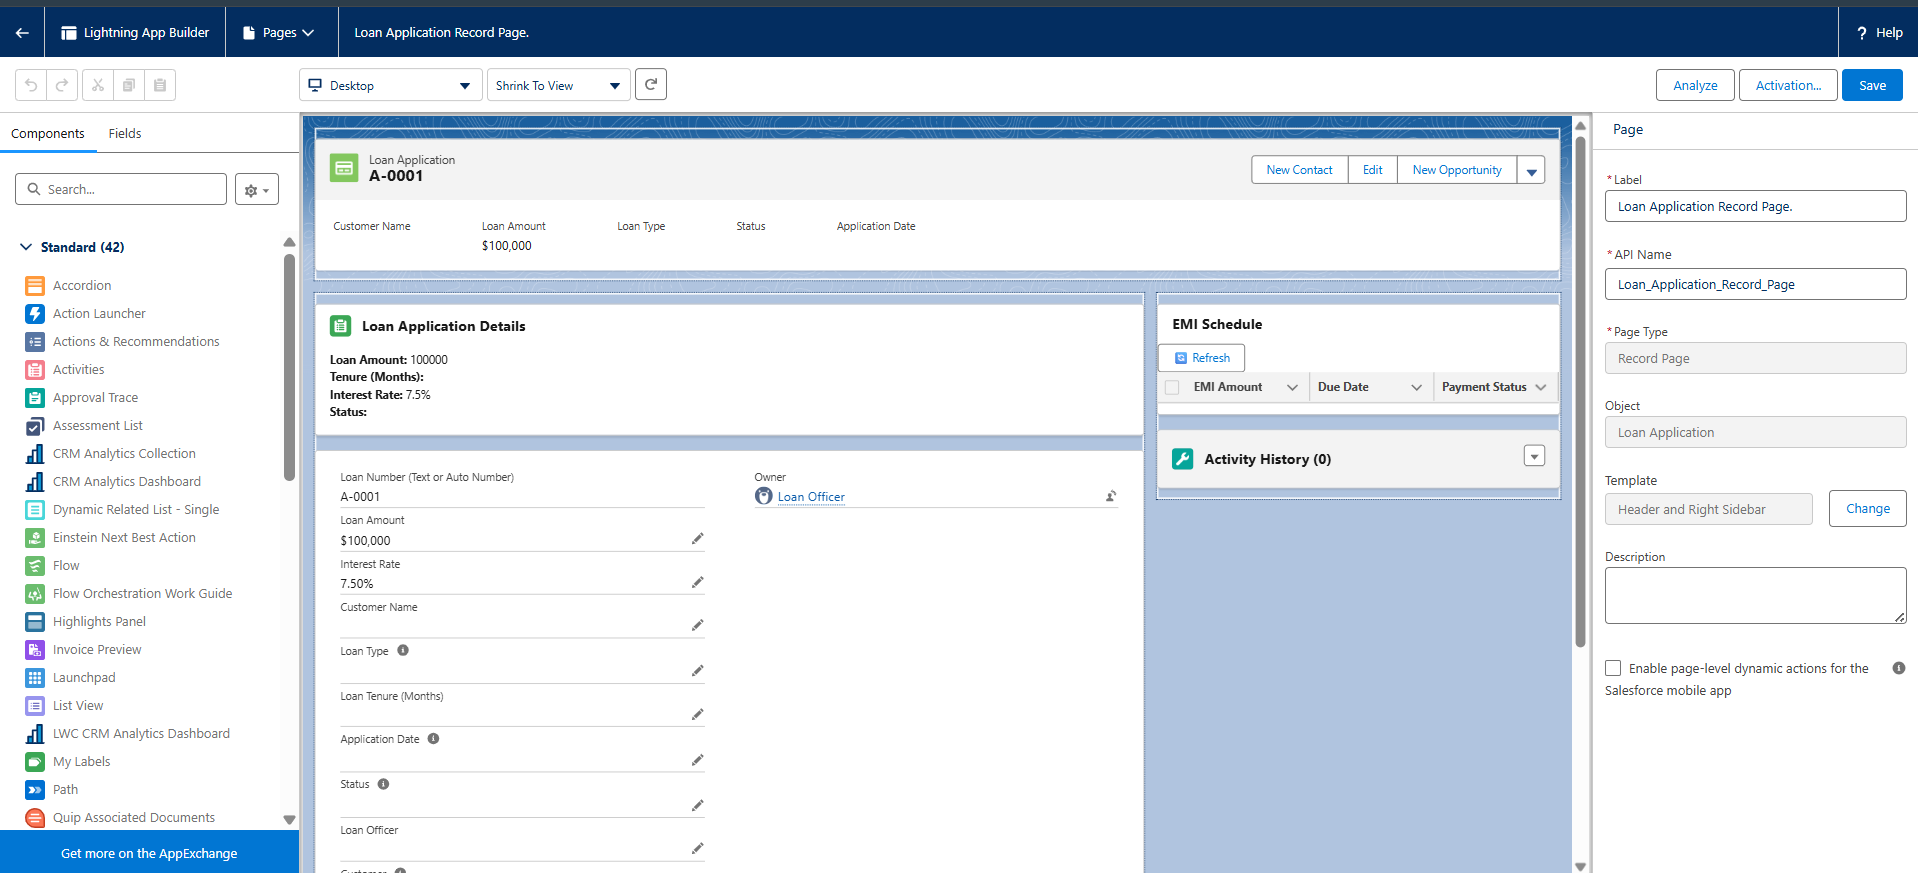 Lightning App Builder
Pages
Loan Application Record Page.
? Help
Desktop
Shrink To View
Analyze
Activation...
Save
Components
Fields
Search...
Standard (42)
Accordion
Action Launcher
Actions & Recommendations
Activities
Approval Trace
Assessment List
CRM Analytics Collection
CRM Analytics Dashboard
Dynamic Related List - Single
Einstein Next Best Action
Flow
Flow Orchestration Work Guide
Highlights Panel
Invoice Preview
Launchpad
List View
LWC CRM Analytics Dashboard
My Labels
Path
Quip Associated Documents
Get more on the AppExchange
Loan Application
A-0001
New Contact
Edit
New Opportunity
Customer Name
Loan Amount
Loan Type
Status
Application Date
$100,000
Loan Application Details
Loan Amount: 100000
Tenure (Months):
Interest Rate: 7.5%
Status:
Loan Number (Text or Auto Number)
A-0001
Owner
Loan Officer
Loan Amount
$100,000
Interest Rate
7.50%
Customer Name
Loan Type
Loan Tenure (Months)
Application Date
Status
Loan Officer
Customer
EMI Schedule
Refresh
EMI Amount
Due Date
Payment Status
Activity History (0)
Page
*Label
Loan Application Record Page.
*API Name
Loan_Application_Record_Page
*Page Type
Record Page
Object
Loan Application
Template
Header and Right Sidebar
Change
Description
Enable page-level dynamic actions for the
Salesforce mobile app